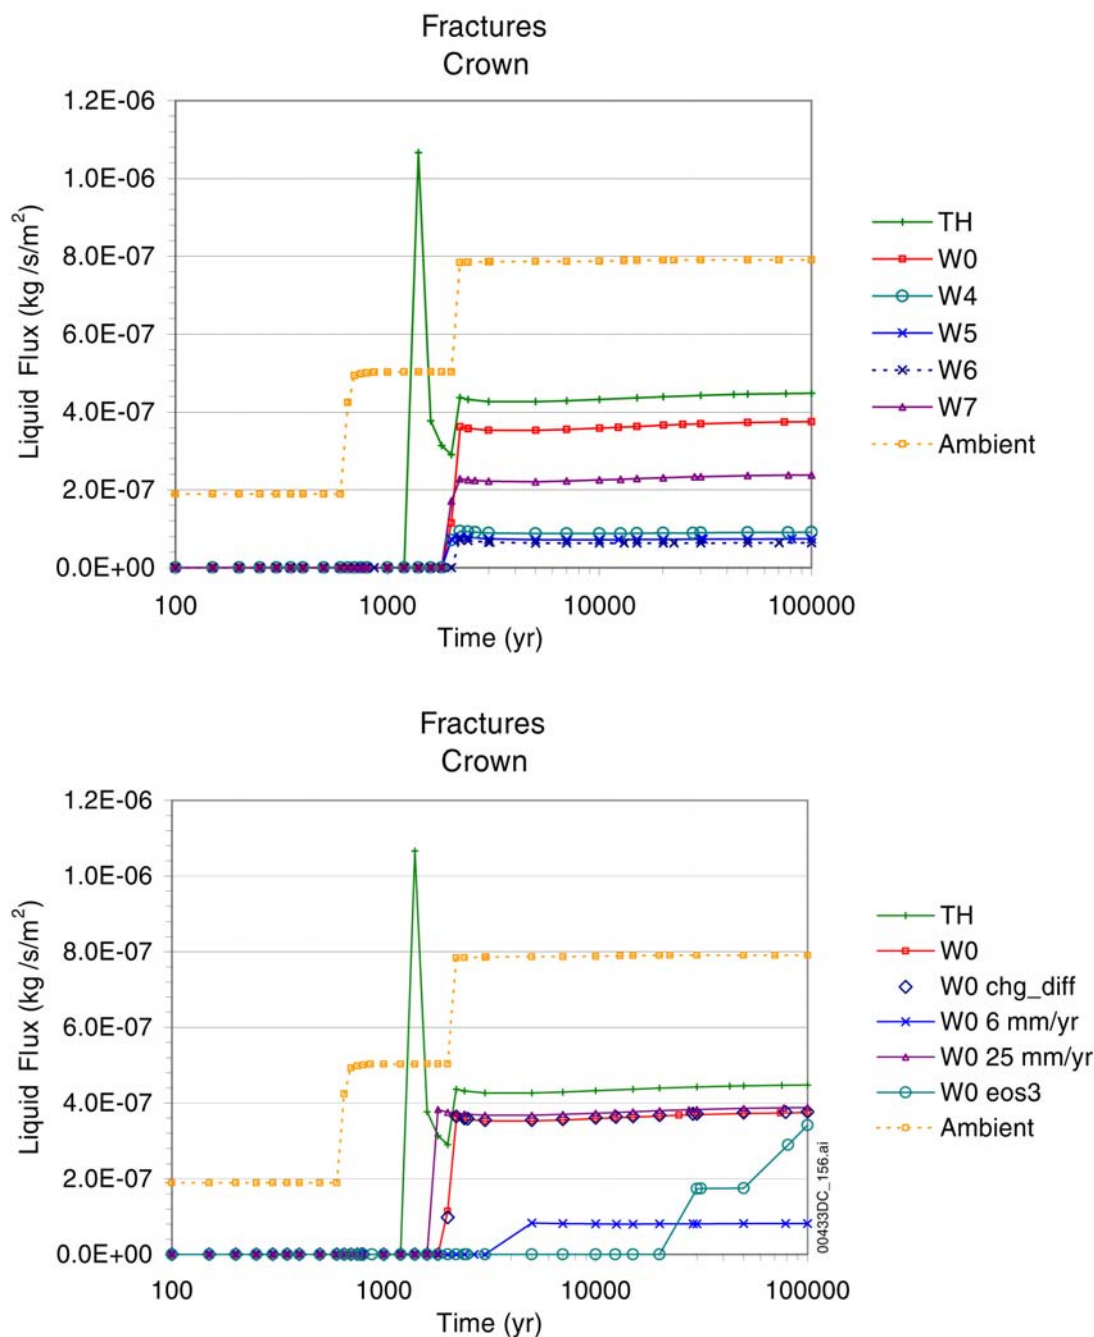 Fractures
Crown
1.2E-06
1.0E-06
8.0E-07
6.0E-07
4.0E-07
2.0E-07
0.0E+00
Liquid Flux (kg /s/m²)
100
1000
10000
100000
Time (yr)
TH
W0
W4
W5
W6
W7
Ambient
Fractures
Crown
1.2E-06
1.0E-06
8.0E-07
6.0E-07
4.0E-07
2.0E-07
0.0E+00
Liquid Flux (kg /s/m²)
100
1000
10000
100000
Time (yr)
TH
W0
W0 chg_diff
W0 6 mm/yr
W0 25 mm/yr
W0 eos3
Ambient
00433DC_156.ai